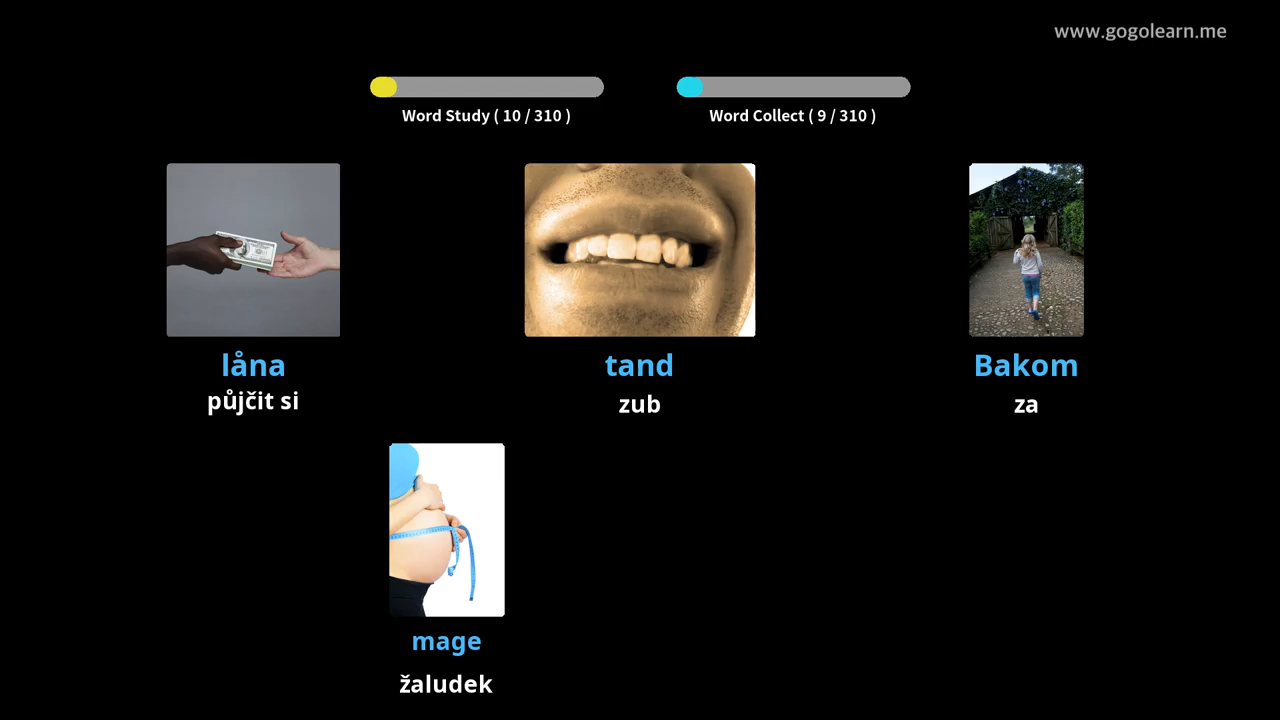 www.gogolearn.me
Word Study ( 10 / 310 )
Word Collect ( 9 / 310 )
låna
tand
Bakom
půjčit si
zub
za
mage
žaludek